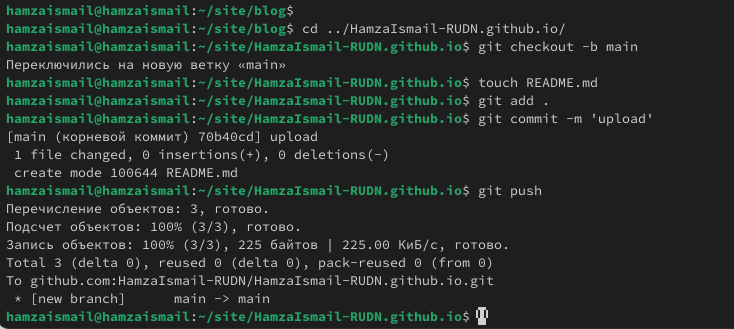 hamzaismail@hamzaismail:~/site/blog$
hamzaismail@hamzaismail:~/site/blog$ cd ../HamzaIsmail-RUDN.github.io/
hamzaismail@hamzaismail:~/site/HamzaIsmail-RUDN.github.io$ git checkout -b main
Переключились на новую ветку «main»
hamzaismail@hamzaismail:~/site/HamzaIsmail-RUDN.github.io$ touch README.md
hamzaismail@hamzaismail:~/site/HamzaIsmail-RUDN.github.io$ git add .
hamzaismail@hamzaismail:~/site/HamzaIsmail-RUDN.github.io$ git commit -m 'upload'
[main (корневой коммит) 70b40cd] upload
 1 file changed, 0 insertions(+), 0 deletions(-)
 create mode 100644 README.md
hamzaismail@hamzaismail:~/site/HamzaIsmail-RUDN.github.io$ git push
Перечисление объектов: 3, готово.
Подсчет объектов: 100% (3/3), готово.
Запись объектов: 100% (3/3), 225 байтов | 225.00 КиБ/с, готово.
Total 3 (delta 0), reused 0 (delta 0), pack-reused 0 (from 0)
To github.com:HamzaIsmail-RUDN/HamzaIsmail-RUDN.github.io.git
 * [new branch]      main -> main
hamzaismail@hamzaismail:~/site/HamzaIsmail-RUDN.github.io$